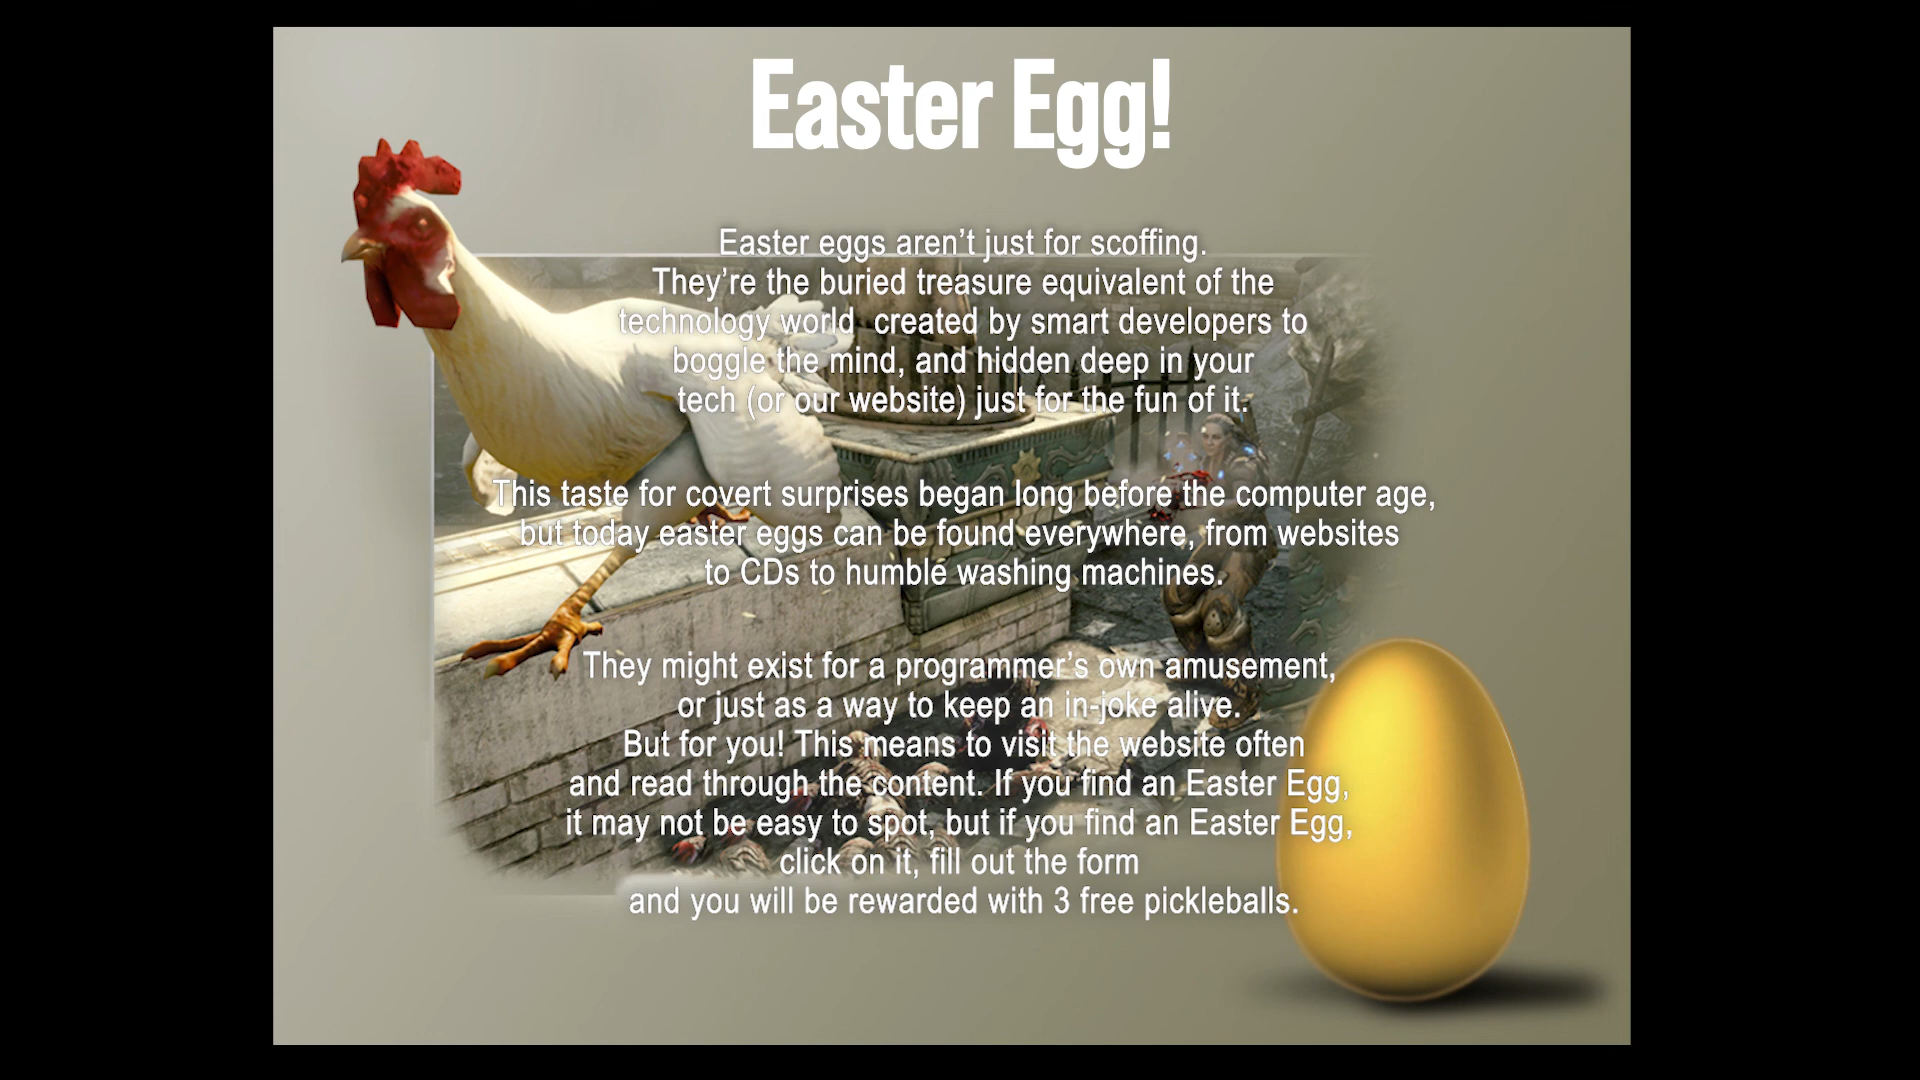 Easter Egg!
Easter eggs aren’t just for scoffing.
They’re the buried treasure equivalent of the
technology world  created by smart developers to
boggle the mind, and hidden deep in your
tech (or our website) just for the fun of it.
This taste for covert surprises began long before the computer age,
but today easter eggs can be found everywhere, from websites
to CDs to humble washing machines.
They might exist for a programmer’s own amusement,
or just as a way to keep an in-joke alive.
But for you! This means to visit the website often
and read through the content. If you find an Easter Egg,
it may not be easy to spot, but if you find an Easter Egg,
click on it, fill out the form
and you will be rewarded with 3 free pickleballs.